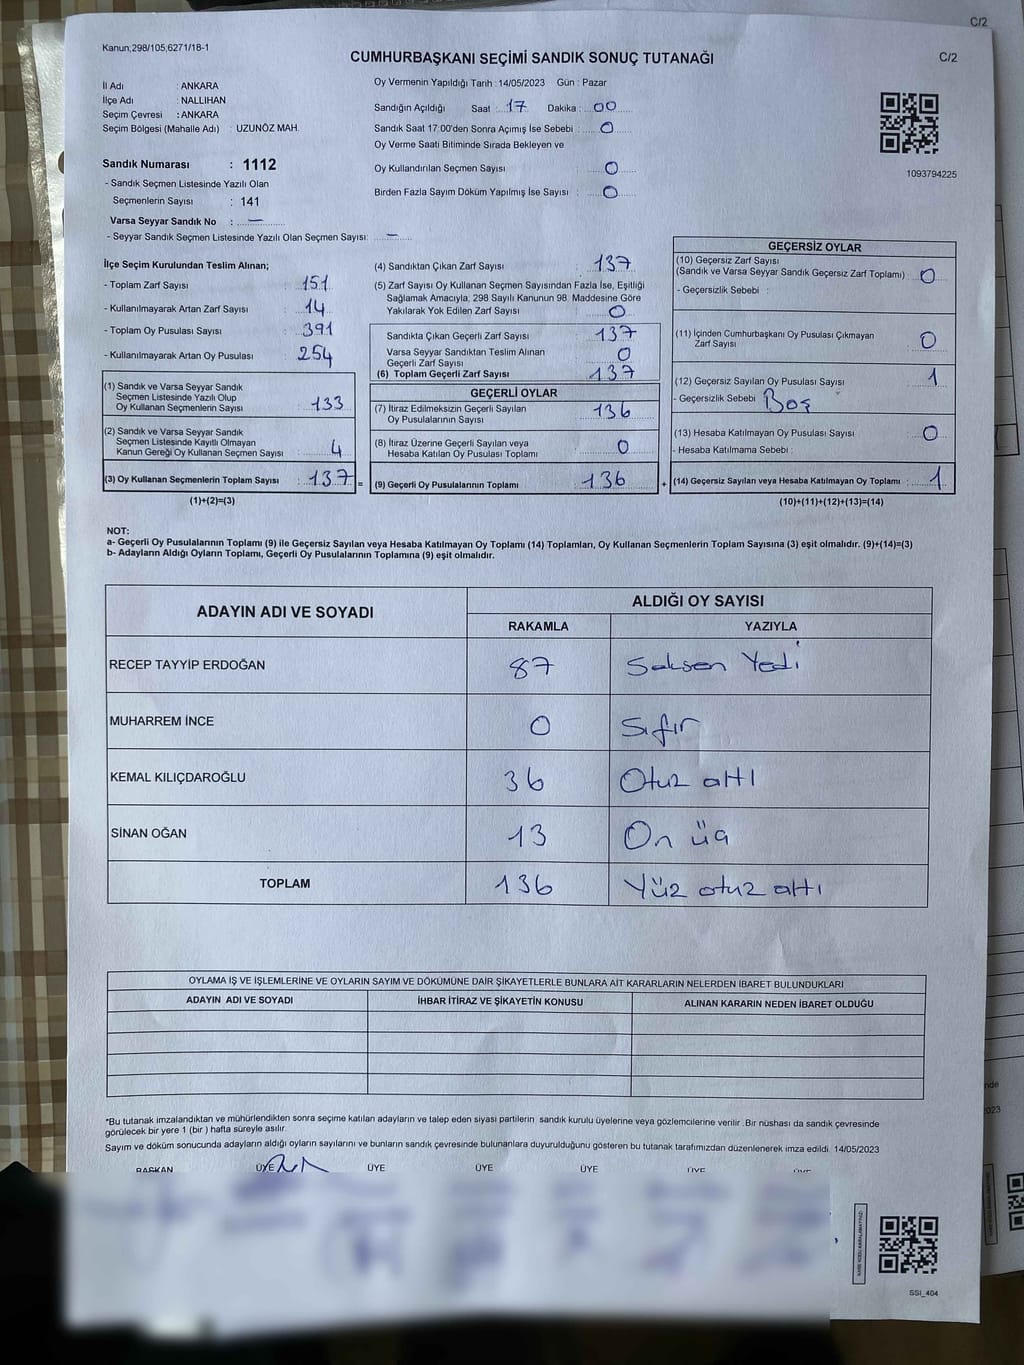 C/2
Kanun;298/105;6271/18-1
C/2
CUMHURBAŞKANI SEÇİMİ SANDIK SONUÇ TUTANAĞI
İl Adı : ANKARA
İlçe Adı : NALLIHAN
Seçim Çevresi : ANKARA
Seçim Bölgesi (Mahalle Adı) : UZUNÖZ MAH.
Oy Vermenin Yapıldığı Tarih : 14/05/2023 Gün : Pazar
Sandığın Açıldığı Saat : 17 Dakika : 00
Sandık Saat 17:00'den Sonra Açımış İse Sebebi : 0
Oy Verme Saati Bitiminde Sırada Bekleyen ve
Oy Kullandırılan Seçmen Sayısı : 0
Birden Fazla Sayım Döküm Yapılmış İse Sayısı : 0
1093794225
Sandık Numarası : 1112
- Sandık Seçmen Listesinde Yazılı Olan
Seçmenlerin Sayısı : 141
Varsa Seyyar Sandık No : —
- Seyyar Sandık Seçmen Listesinde Yazılı Olan Seçmen Sayısı: —
İlçe Seçim Kurulundan Teslim Alınan;
- Toplam Zarf Sayısı : 151
- Kullanılmayarak Artan Zarf Sayısı : 14
- Toplam Oy Pusulası Sayısı : 391
- Kullanılmayarak Artan Oy Pusulası : 254
(1) Sandık ve Varsa Seyyar Sandık
Seçmen Listesinde Yazılı Olup
Oy Kullanan Seçmenlerin Sayısı : 133
(2) Sandık ve Varsa Seyyar Sandık
Seçmen Listesinde Kayıtlı Olmayan
Kanun Gereği Oy Kullanan Seçmen Sayısı : 4
(3) Oy Kullanan Seçmenlerin Toplam Sayısı : 137 =
(1)+(2)=(3)
(4) Sandıktan Çıkan Zarf Sayısı : 137
(5) Zarf Sayısı Oy Kullanan Seçmen Sayısından Fazla İse, Eşitliği
Sağlamak Amacıyla, 298 Sayılı Kanunun 98. Maddesine Göre
Yakılarak Yok Edilen Zarf Sayısı : 0
Sandıkta Çıkan Geçerli Zarf Sayısı : 137
Varsa Seyyar Sandıktan Teslim Alınan
Geçerli Zarf Sayısı : 0
(6) Toplam Geçerli Zarf Sayısı : 137
GEÇERLİ OYLAR
(7) İtiraz Edilmeksizin Geçerli Sayılan
Oy Pusulalarının Sayısı : 136
(8) İtiraz Üzerine Geçerli Sayılan veya
Hesaba Katılan Oy Pusulası Toplamı : 0
(9) Geçerli Oy Pusulalarının Toplamı : 136 +
GEÇERSİZ OYLAR
(10) Geçersiz Zarf Sayısı
(Sandık ve Varsa Seyyar Sandık Geçersiz Zarf Toplamı) : 0
- Geçersizlik Sebebi :
(11) İçinden Cumhurbaşkanı Oy Pusulası Çıkmayan
Zarf Sayısı : 0
(12) Geçersiz Sayılan Oy Pusulası Sayısı : 1
- Geçersizlik Sebebi : Boş
(13) Hesaba Katılmayan Oy Pusulası Sayısı : 0
- Hesaba Katılmama Sebebi :
(14) Geçersiz Sayılan veya Hesaba Katılmayan Oy Toplamı : 1
(10)+(11)+(12)+(13)=(14)
NOT:
a- Geçerli Oy Pusulalarının Toplamı (9) ile Geçersiz Sayılan veya Hesaba Katılmayan Oy Toplamı (14) Toplamları, Oy Kullanan Seçmenlerin Toplam Sayısına (3) eşit olmalıdır. (9)+(14)=(3)
b- Adayların Aldığı Oyların Toplamı, Geçerli Oy Pusulalarının Toplamına (9) eşit olmalıdır.
ADAYIN ADI VE SOYADI
ALDIĞI OY SAYISI
RAKAMLA YAZIYLA
RECEP TAYYİP ERDOĞAN 87 Seksen Yedi
MUHARREM İNCE 0 Sıfır
KEMAL KILIÇDAROĞLU 36 Otuz altı
SİNAN OĞAN 13 On üç
TOPLAM 136 Yüz otuz altı
OYLAMA İŞ VE İŞLEMLERİNE VE OYLARIN SAYIM VE DÖKÜMÜNE DAİR ŞİKAYETLERLE BUNLARA AİT KARARLARIN NELERDEN İBARET BULUNDUKLARI
ADAYIN ADI VE SOYADI İHBAR İTİRAZ VE ŞİKAYETİN KONUSU ALINAN KARARIN NEDEN İBARET OLDUĞU
*Bu tutanak imzalandıktan ve mühürlendikten sonra seçime katılan adayların ve talep eden siyasi partilerin sandık kurulu üyelerine veya gözlemcilerine verilir. Bir nüshası da sandık çevresinde
görülecek bir yere 1 (bir) hafta süreyle asılır.
Sayım ve döküm sonucunda adayların aldığı oyların sayılarını ve bunların sandık çevresinde bulunanlara duyurulduğunu gösteren bu tutanak tarafımızdan düzenlenerek imza edildi. 14/05/2023
BAŞKAN ÜYE ÜYE ÜYE ÜYE ÜYE ÜYE
SSI_404